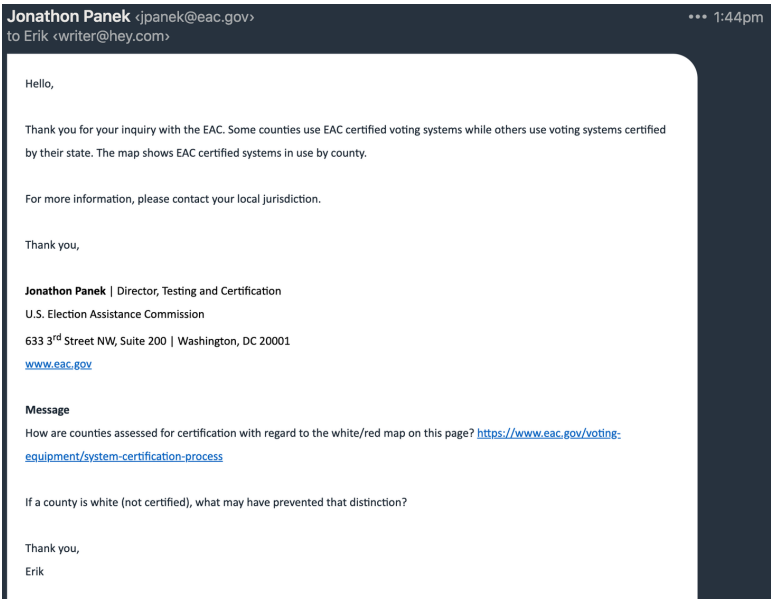 Jonathon Panek <jpanek@eac.gov> ••• 1:44pm
to Erik <writer@hey.com>
Hello,
Thank you for your inquiry with the EAC. Some counties use EAC certified voting systems while others use voting systems certified
by their state. The map shows EAC certified systems in use by county.
For more information, please contact your local jurisdiction.
Thank you,
Jonathon Panek | Director, Testing and Certification
U.S. Election Assistance Commission
633 3rd Street NW, Suite 200 | Washington, DC 20001
www.eac.gov
Message
How are counties assessed for certification with regard to the white/red map on this page? https://www.eac.gov/voting-
equipment/system-certification-process
If a county is white (not certified), what may have prevented that distinction?
Thank you,
Erik